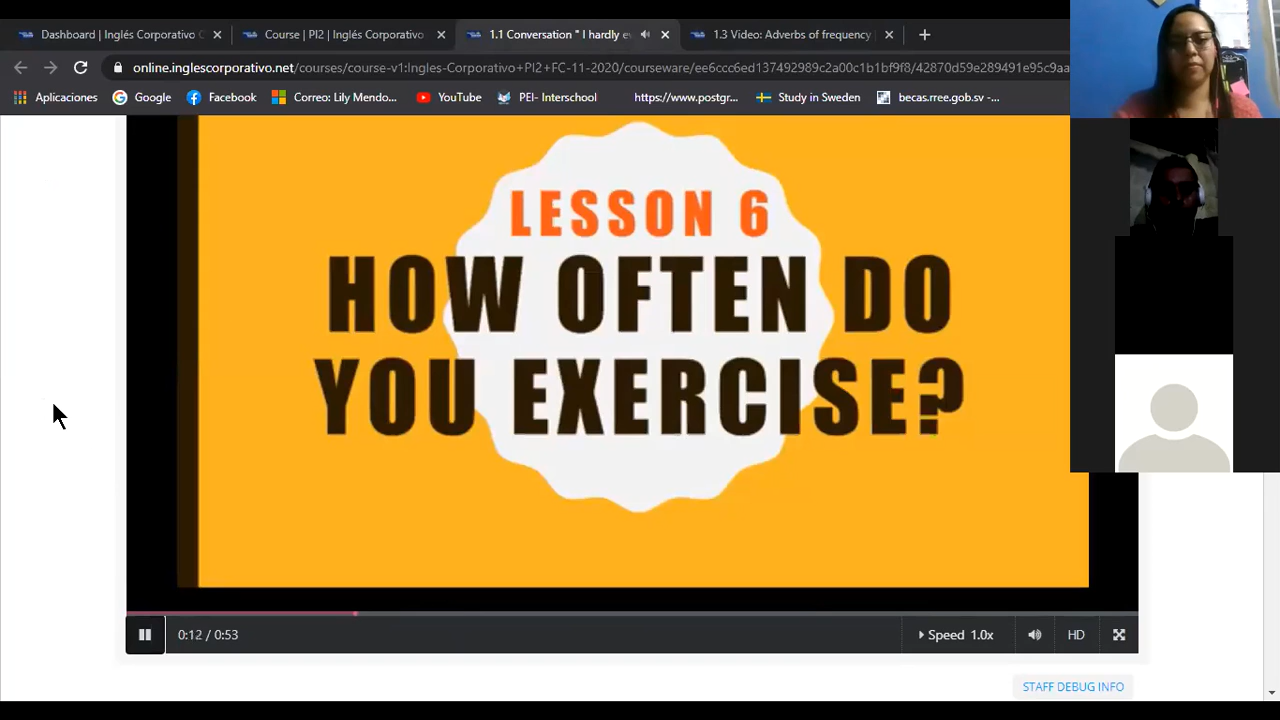 Dashboard | Inglés Corporativo C
Course | PI2 | Inglés Corporativo
1.1 Conversation " I hardly ev
1.3 Video: Adverbs of frequency |
online.inglescorporativo.net/courses/course-v1:Ingles-Corporativo+PI2+FC-11-2020/courseware/
Aplicaciones
Google
Facebook
Correo: Lily Mendo...
YouTube
PEI- Interschool
https://www.postgr...
Study in Sweden
becas.rree.gob.sv -...
LESSON 6
HOW OFTEN DO
YOU EXERCISE?
0:12 / 0:53
Speed 1.0x
HD
STAFF DEBUG INFO